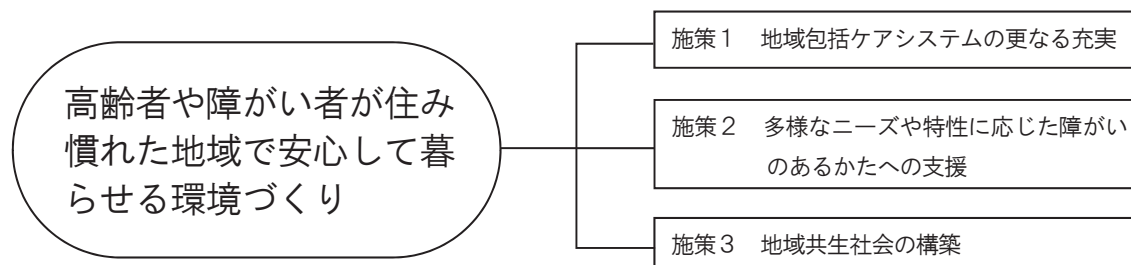 高齢者や障がい者が住み
慣れた地域で安心して暮
らせる環境づくり
施策１　地域包括ケアシステムの更なる充実
施策２　多様なニーズや特性に応じた障がい
のあるかたへの支援
施策３　地域共生社会の構築